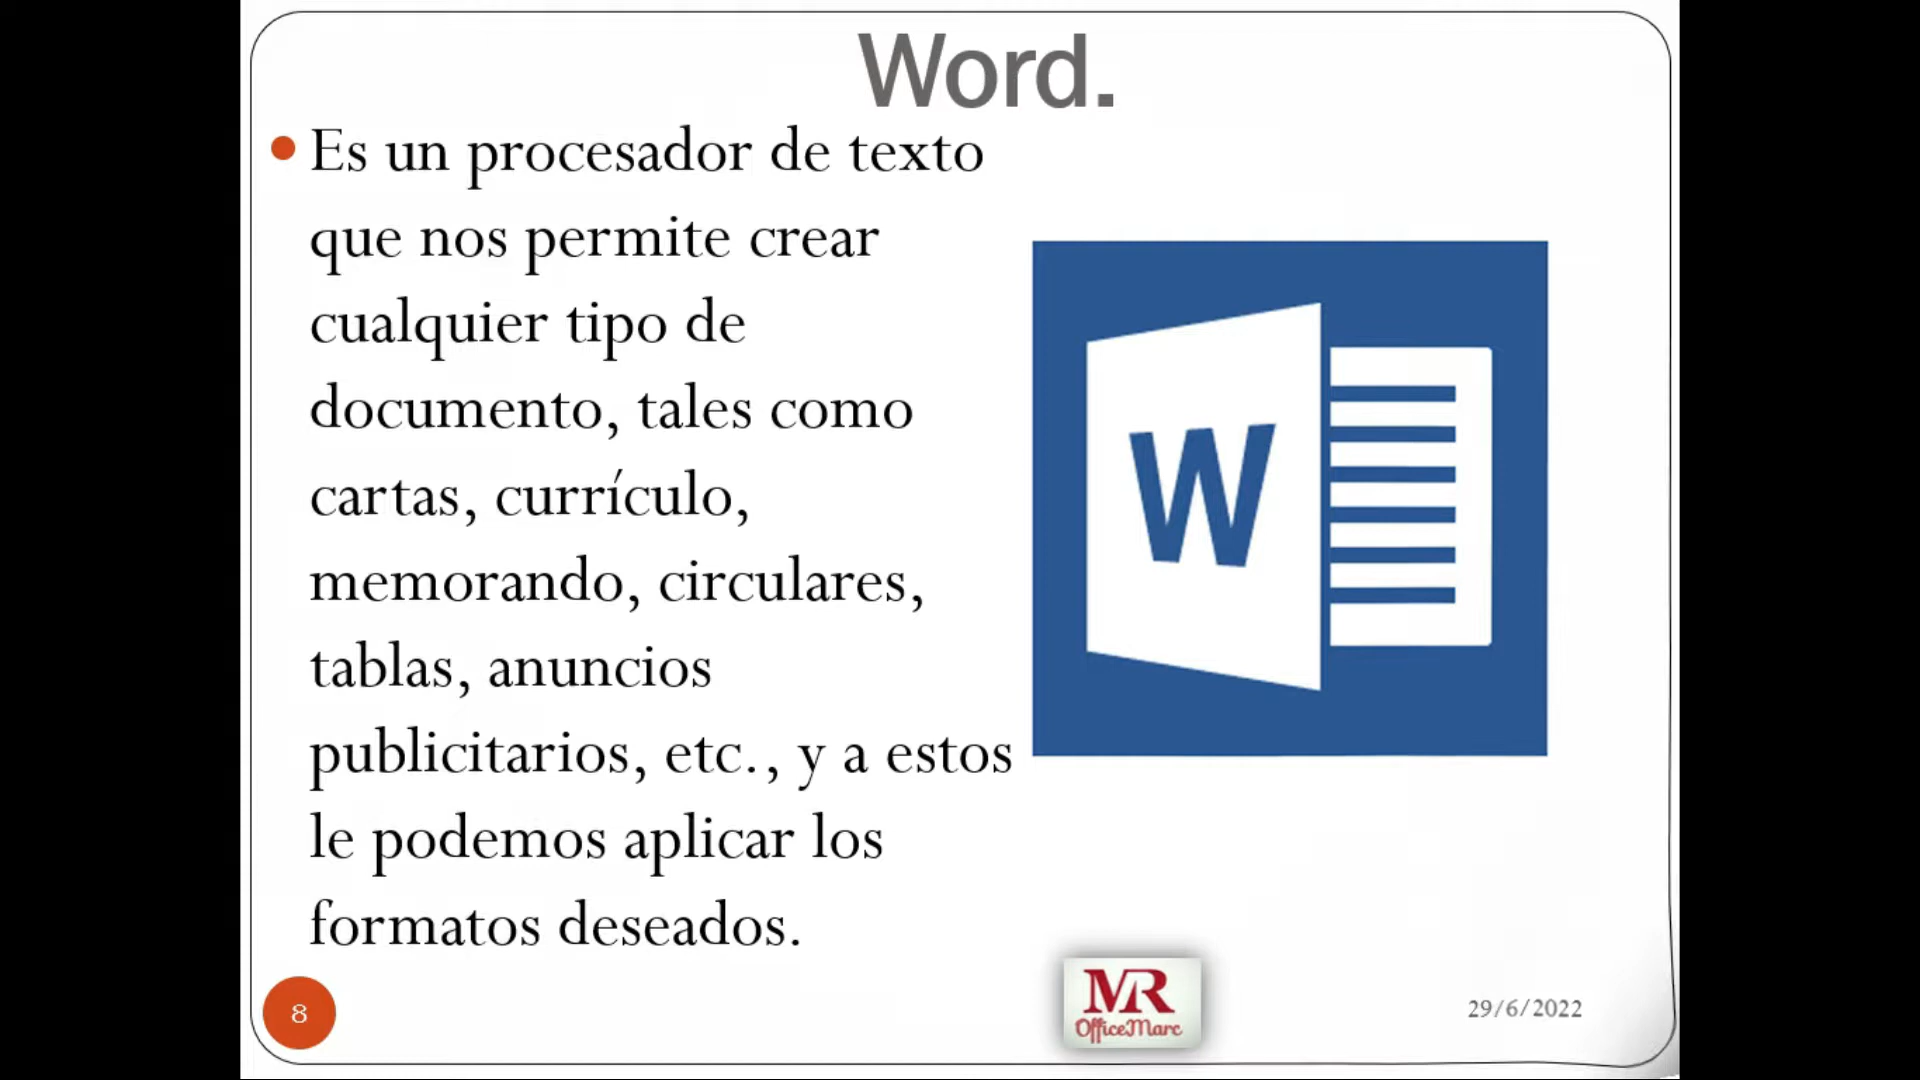 Word.
Es un procesador de texto
que nos permite crear
cualquier tipo de
documento, tales como
cartas, currículo,
memorando, circulares,
tablas, anuncios
publicitarios, etc., y a estos
le podemos aplicar los
formatos deseados.
W
8
MR
OfficeMarc
29/6/2022